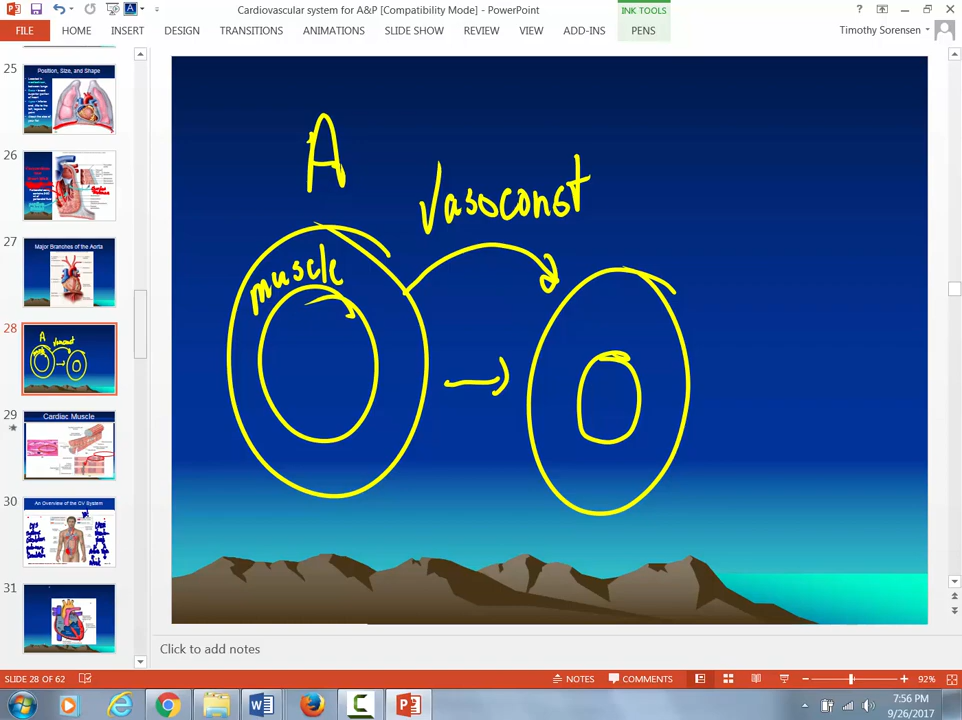 Cardiovascular system for A&P [Compatibility Mode] - PowerPoint
INK TOOLS
FILE HOME INSERT DESIGN TRANSITIONS ANIMATIONS SLIDE SHOW REVIEW VIEW ADD-INS PENS
Timothy Sorensen
25
Position, Size, and Shape
26
27
Major Branches of the Aorta
28
A
vasoconst
29
Cardiac Muscle
30
An Overview of the CV System
31
A
Vasoconst
muscle
Click to add notes
SLIDE 28 OF 62
NOTES
COMMENTS
92%
7:56 PM
9/26/2017